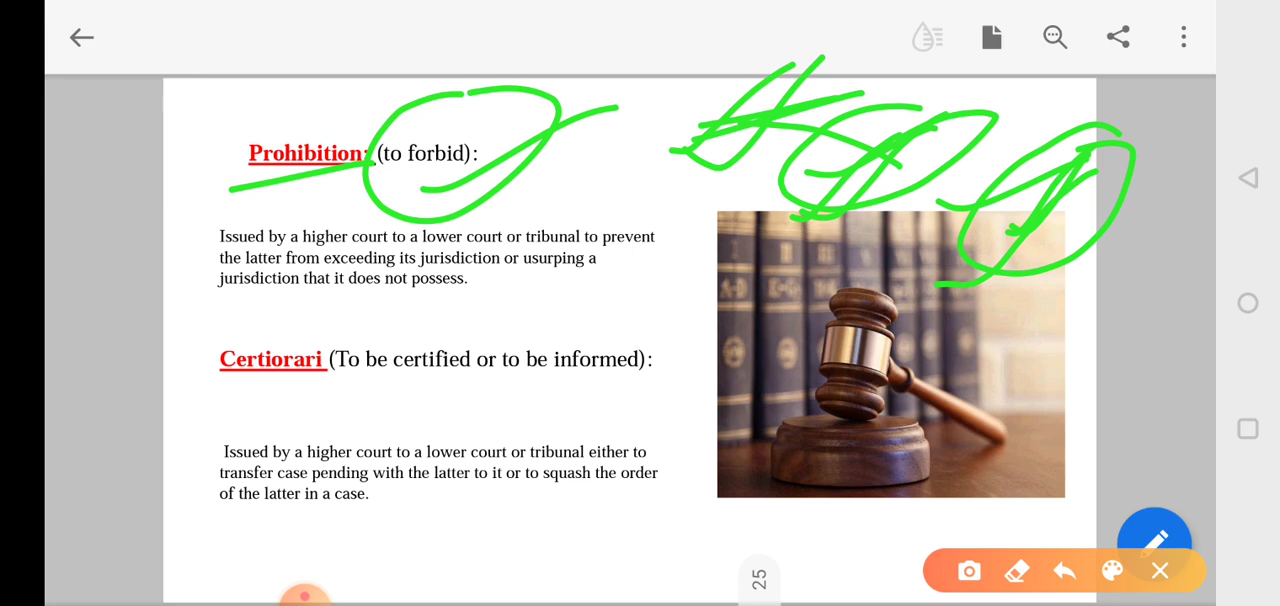 Prohibition: (to forbid):
Issued by a higher court to a lower court or tribunal to prevent
the latter from exceeding its jurisdiction or usurping a
jurisdiction that it does not possess.
Certiorari (To be certified or to be informed):
Issued by a higher court to a lower court or tribunal either to
transfer case pending with the latter to it or to squash the order
of the latter in a case.
25